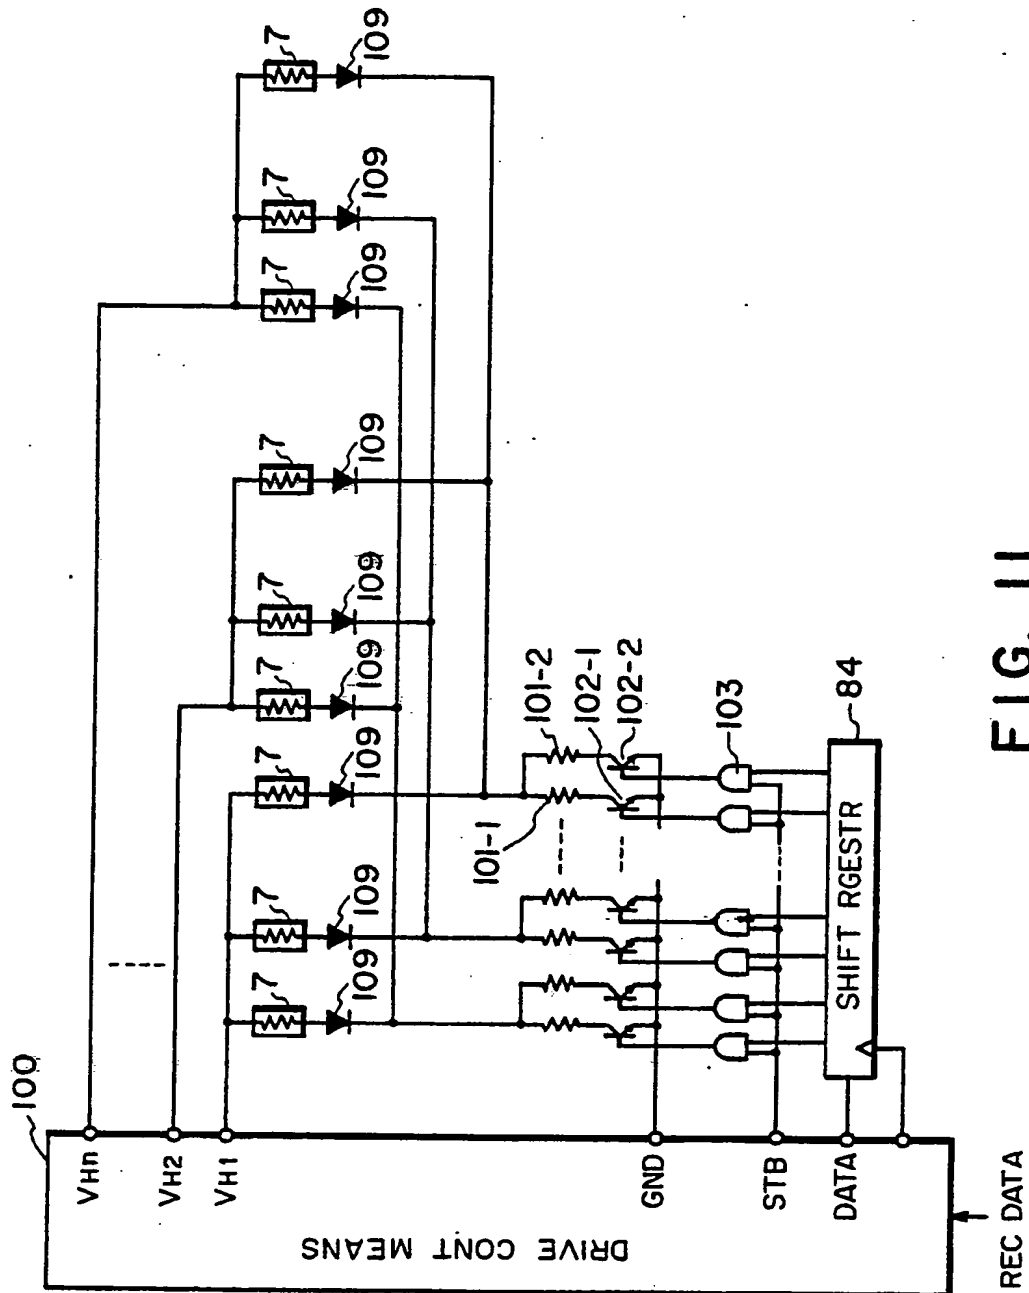 100
VHn
VH2
VH1
GND
STB
DATA
DRIVE CONT MEANS
REC DATA
7
109
7
109
7
109
7
109
7
109
7
109
7
109
7
109
7
109
101-1
101-2
102-1
102-2
103
84
SHIFT RGESTR
FIG. 11